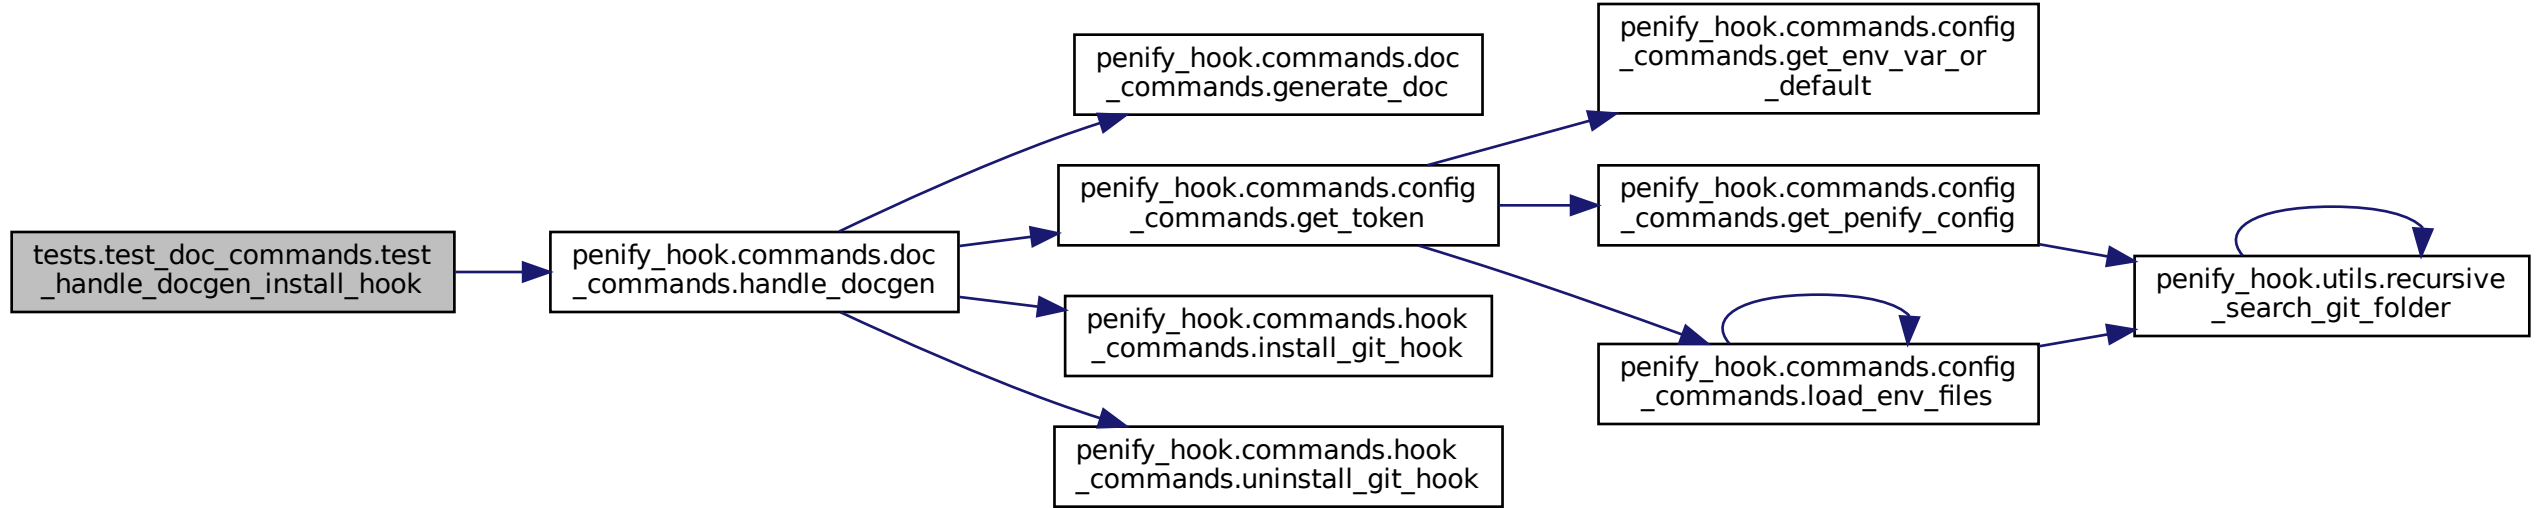 tests.test_doc_commands.test
_handle_docgen_install_hook
penify_hook.commands.doc
_commands.handle_docgen
penify_hook.commands.doc
_commands.generate_doc
penify_hook.commands.config
_commands.get_token
penify_hook.commands.hook
_commands.install_git_hook
penify_hook.commands.hook
_commands.uninstall_git_hook
penify_hook.commands.config
_commands.get_env_var_or
_default
penify_hook.commands.config
_commands.get_penify_config
penify_hook.commands.config
_commands.load_env_files
penify_hook.utils.recursive
_search_git_folder